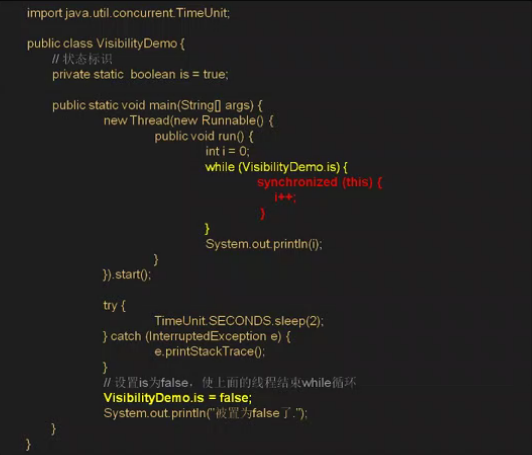 import java.util.concurrent.TimeUnit;
public class VisibilityDemo {
// 状态标识
private static boolean is = true;
public static void main(String[] args) {
new Thread(new Runnable() {
public void run() {
int i = 0;
while (VisibilityDemo.is) {
synchronized (this) {
i++;
}
}
System.out.println(i);
}
}).start();
try {
TimeUnit.SECONDS.sleep(2);
} catch (InterruptedException e) {
e.printStackTrace();
}
// 设置is为false，使上面的线程结束while循环
VisibilityDemo.is = false;
System.out.println("被置为false了.");
}
}